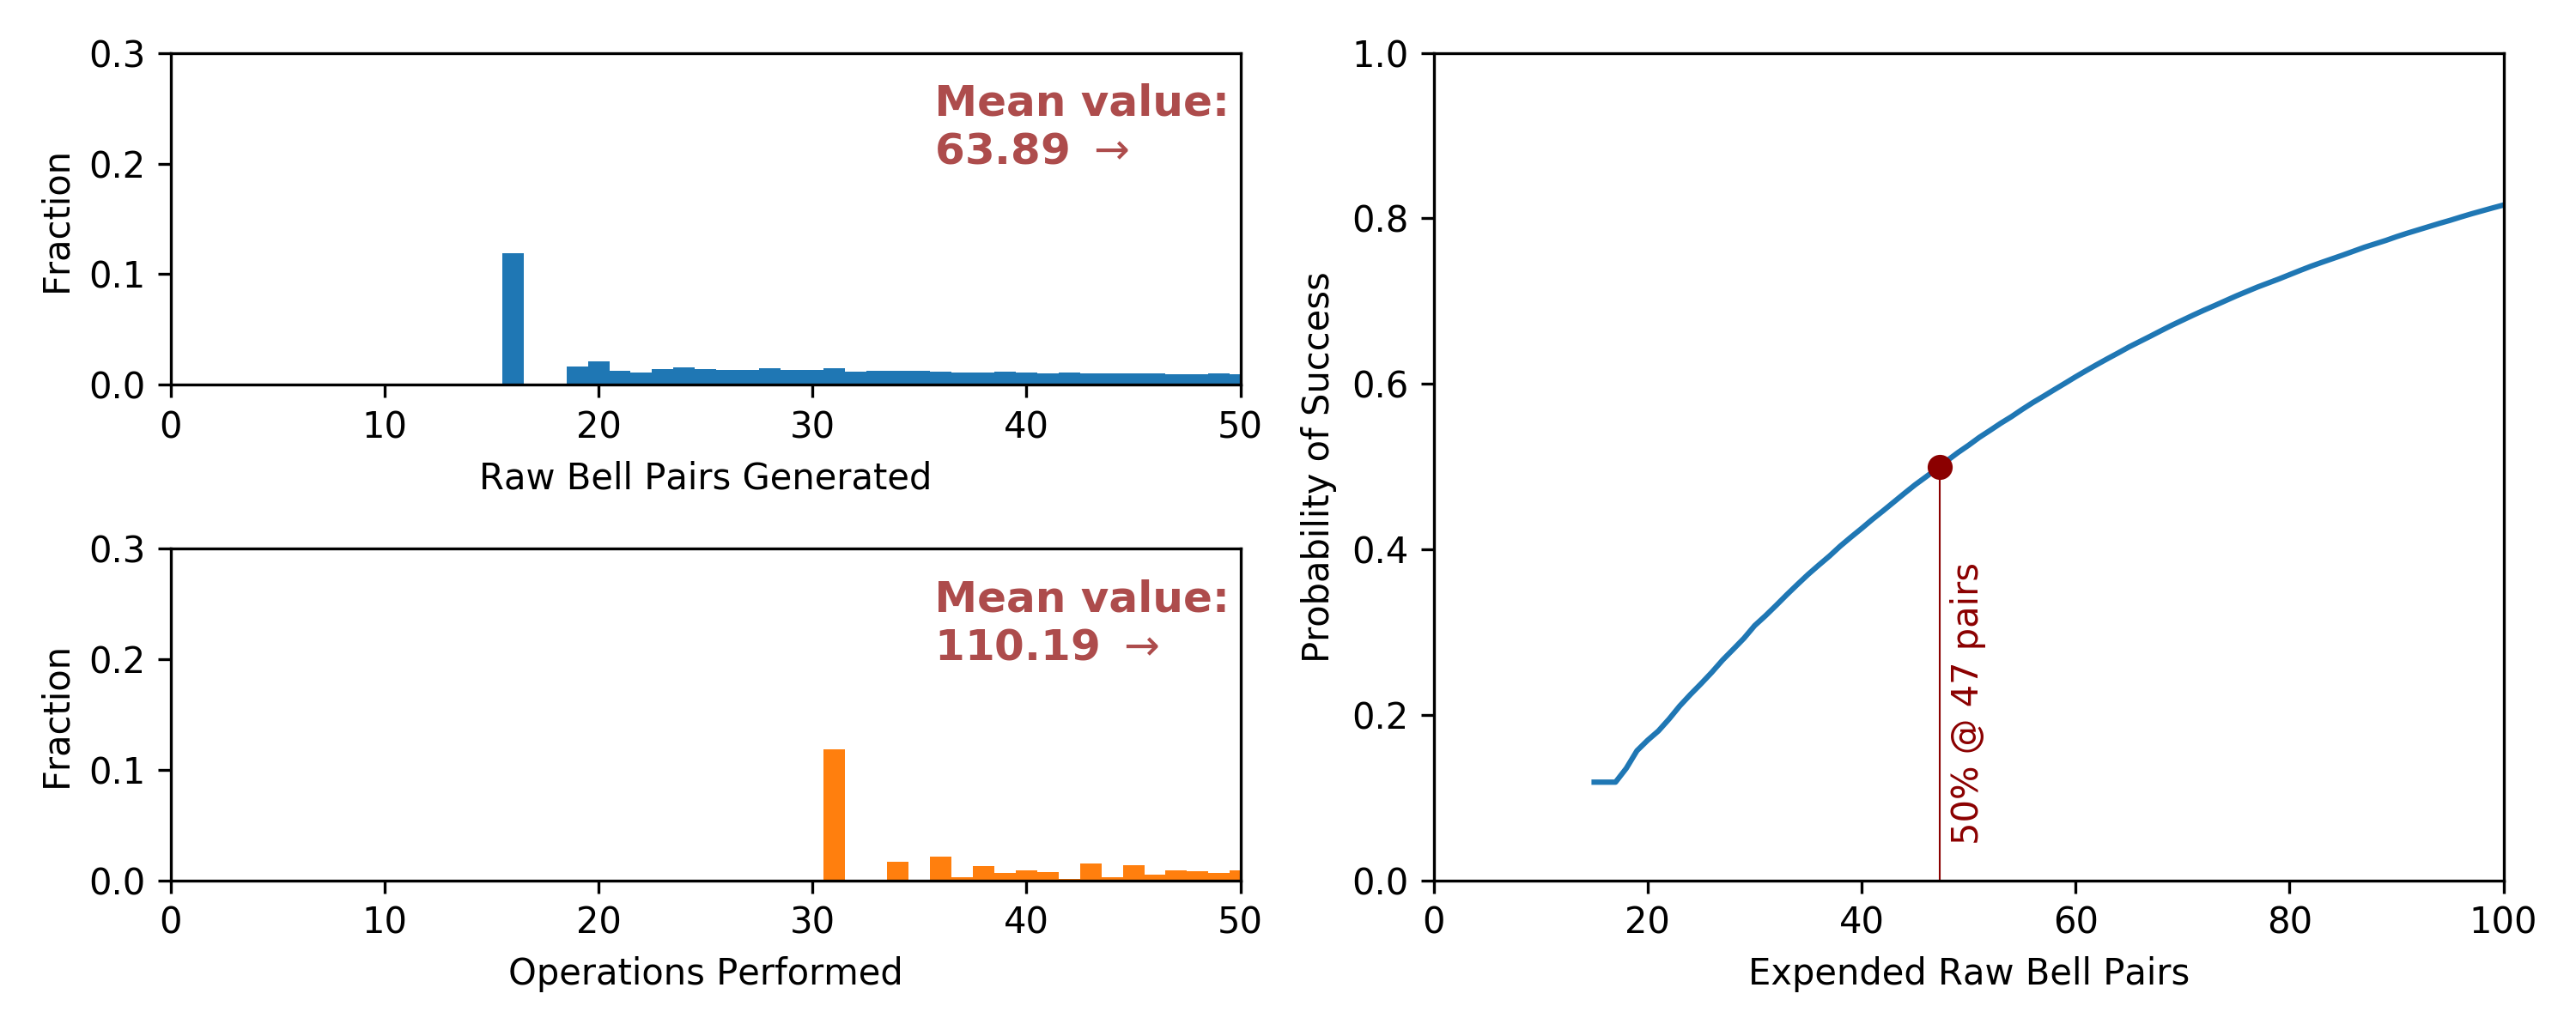 0.3
0.2
0.1
0.0
Fraction
Mean value:
63.89 →
0 10 20 30 40 50
Raw Bell Pairs Generated
0.3
0.2
0.1
0.0
Fraction
Mean value:
110.19 →
0 10 20 30 40 50
Operations Performed
1.0
0.8
0.6
0.4
0.2
0.0
Probability of Success
50% @ 47 pairs
0 20 40 60 80 100
Expended Raw Bell Pairs